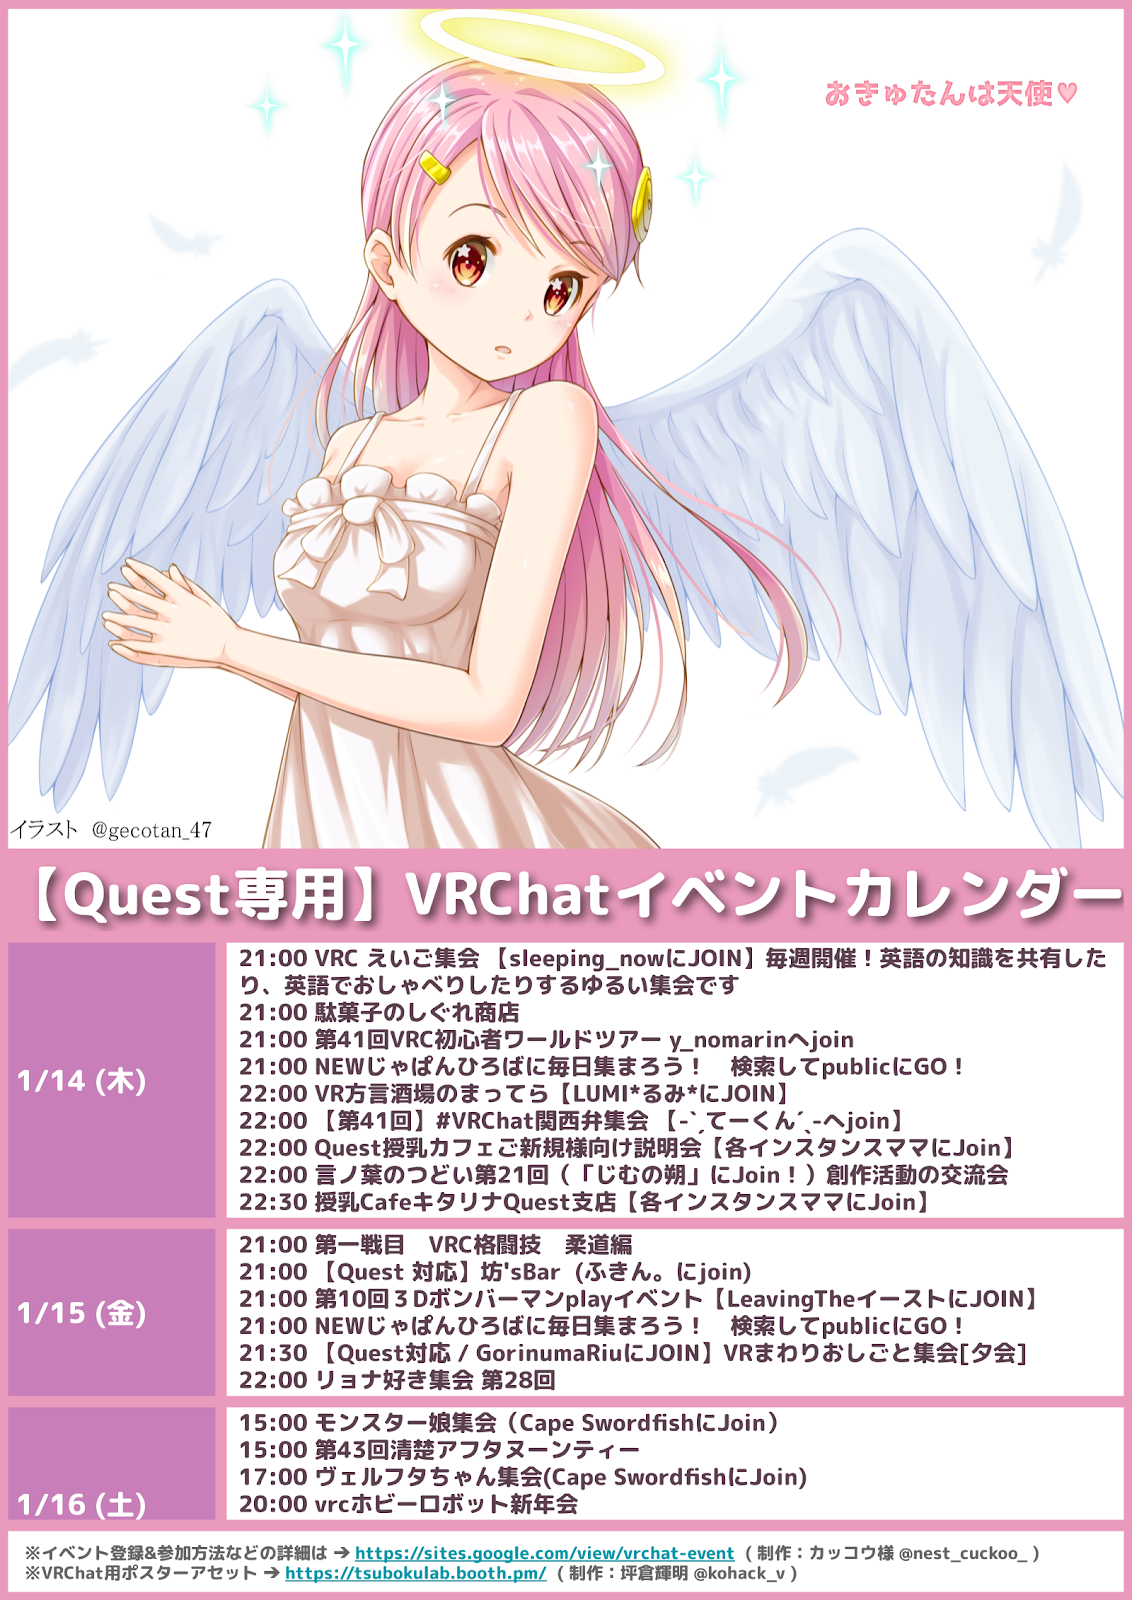 おきゅたんは天使♥
イラスト @gecotan_47
【Quest専用】VRChatイベントカレンダー
1/14 (木)
21:00 VRC えいご集会 【sleeping_nowにJOIN】毎週開催！英語の知識を共有した
り、英語でおしゃべりしたりするゆるい集会です
21:00 駄菓子のしぐれ商店
21:00 第41回VRC初心者ワールドツアー y_nomarinへjoin
21:00 NEWじゃぱんひろばに毎日集まろう！　検索してpublicにGO！
22:00 VR方言酒場のまってら【LUMI*るみ*にJOIN】
22:00 【第41回】#VRChat関西弁集会 【-`ˏてーくん´ˎ-へjoin】
22:00 Quest授乳カフェご新規様向け説明会【各インスタンスママにJoin】
22:00 言ノ葉のつどい第21回（「じむの朔」にJoin！）創作活動の交流会
22:30 授乳CafeキタリナQuest支店【各インスタンスママにJoin】
1/15 (金)
21:00 第一戦目　VRC格闘技　柔道編
21:00 【Quest 対応】坊'sBar（ふきん。にjoin)
21:00 第10回３Dボンバーマンplayイベント【LeavingTheイーストにJOIN】
21:00 NEWじゃぱんひろばに毎日集まろう！　検索してpublicにGO！
21:30 【Quest対応 / GorinumaRiuにJOIN】VRまわりおしごと集会[夕会]
22:00 リョナ好き集会 第28回
1/16 (土)
15:00 モンスター娘集会（Cape SwordfishにJoin）
15:00 第43回清楚アフタヌーンティー
17:00 ヴェルフタちゃん集会(Cape SwordfishにJoin)
20:00 vrcホビーロボット新年会
※イベント登録&参加方法などの詳細は ➔ https://sites.google.com/view/vrchat-event （制作：カッコウ様 @nest_cuckoo_ ）
※VRChat用ポスターアセット ➔ https://tsubokulab.booth.pm/ （制作：坪倉輝明 @kohack_v ）